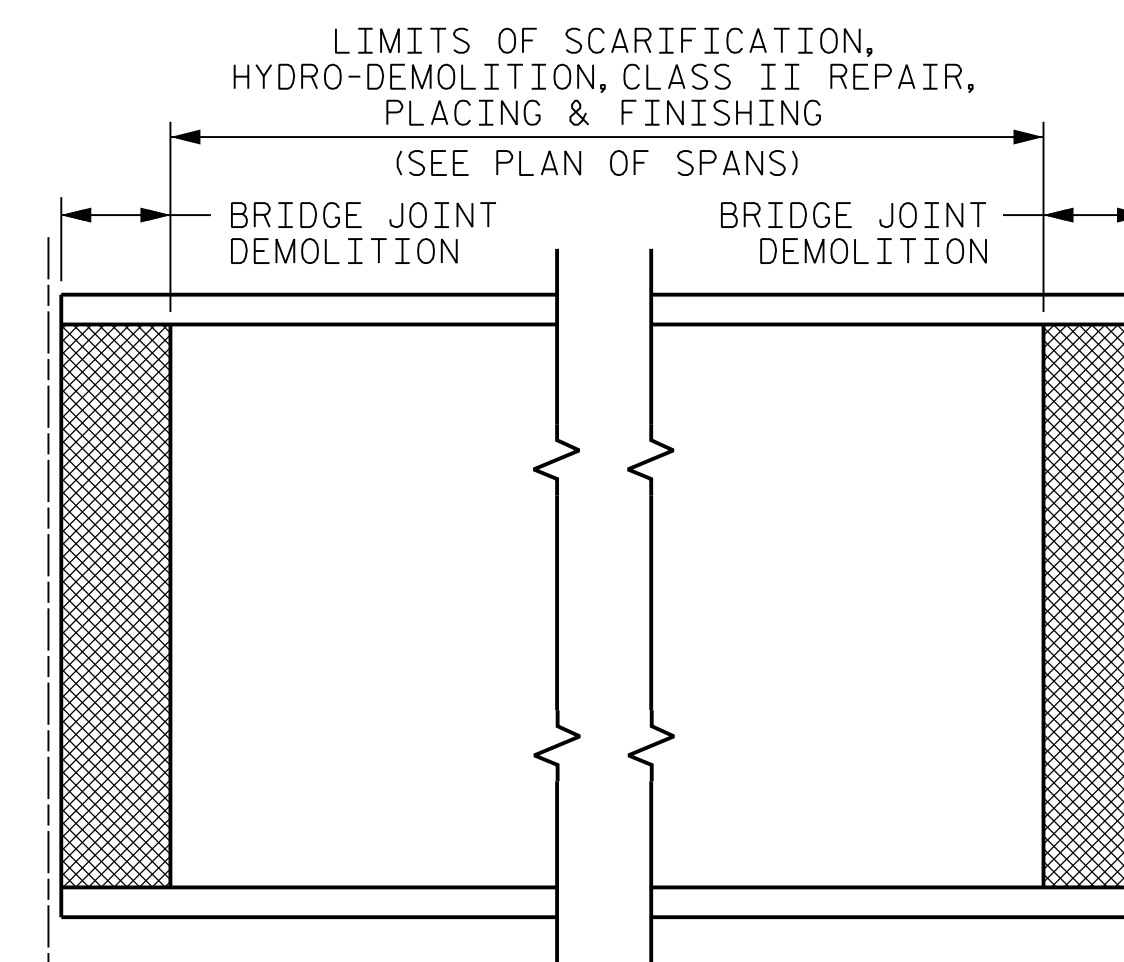 LIMITS OF SCARIFICATION,
HYDRO-DEMOLITION, CLASS II REPAIR,
PLACING & FINISHING
(SEE PLAN OF SPANS)
BRIDGE JOINT
DEMOLITION
BRIDGE JOINT
DEMOLITION